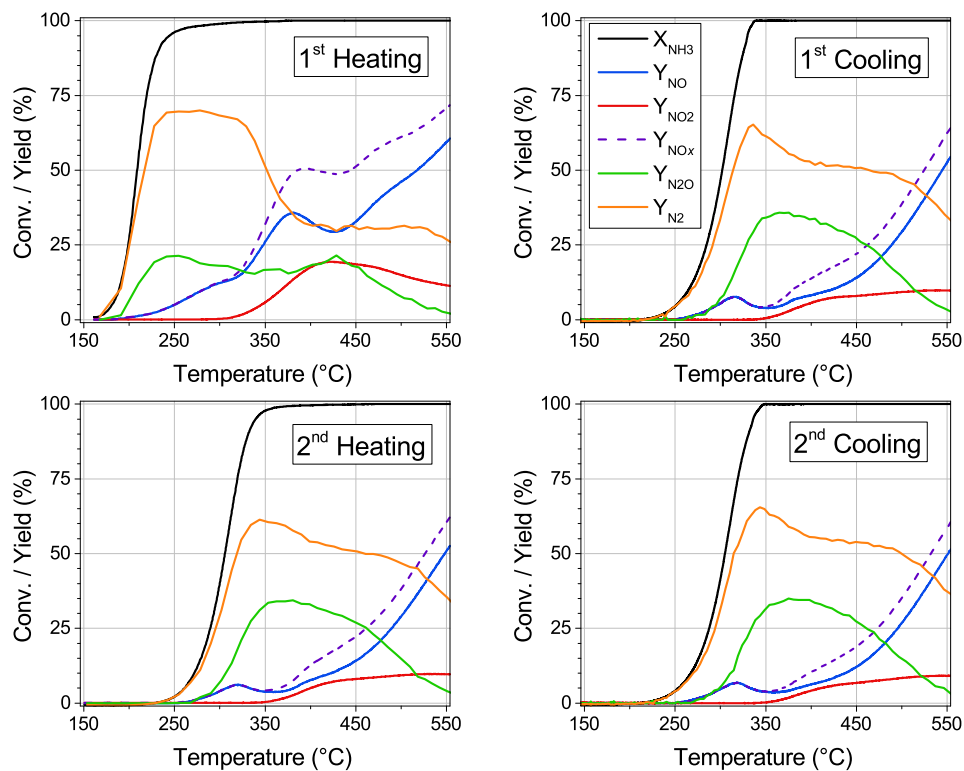 1st Heating
Conv. / Yield (%)
100
75
50
25
0
150 250 350 450 550
Temperature (°C)
1st Cooling
XNH3
YNO
YNO2
YNOx
YN2O
YN2
Conv. / Yield (%)
100
75
50
25
0
150 250 350 450 550
Temperature (°C)
2nd Heating
Conv. / Yield (%)
100
75
50
25
0
150 250 350 450 550
Temperature (°C)
2nd Cooling
Conv. / Yield (%)
100
75
50
25
0
150 250 350 450 550
Temperature (°C)